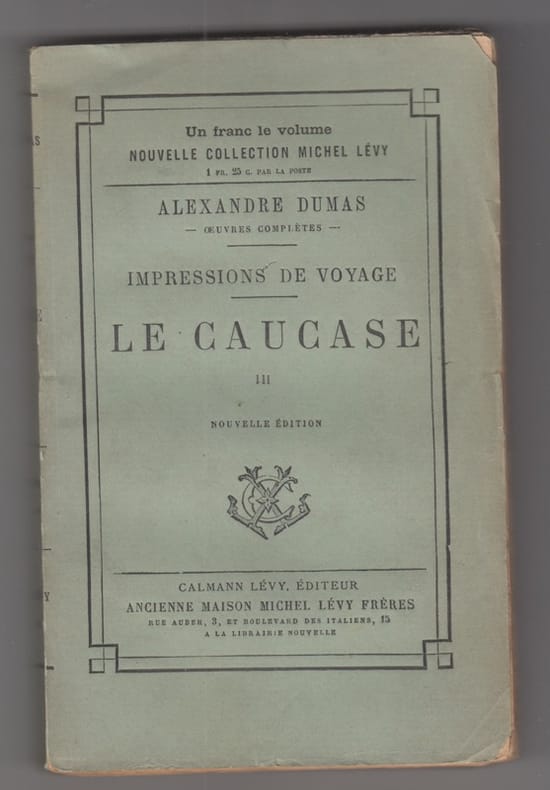 Un franc le volume
NOUVELLE COLLECTION MICHEL LÉVY
1 FR. 25 C. PAR LA POSTE
ALEXANDRE DUMAS
— ŒUVRES COMPLÈTES —
IMPRESSIONS DE VOYAGE
LE CAUCASE
III
NOUVELLE ÉDITION
CALMANN LÉVY, ÉDITEUR
ANCIENNE MAISON MICHEL LÉVY FRÈRES
RUE AUBER, 3, ET BOULEVARD DES ITALIENS, 15
A LA LIBRAIRIE NOUVELLE